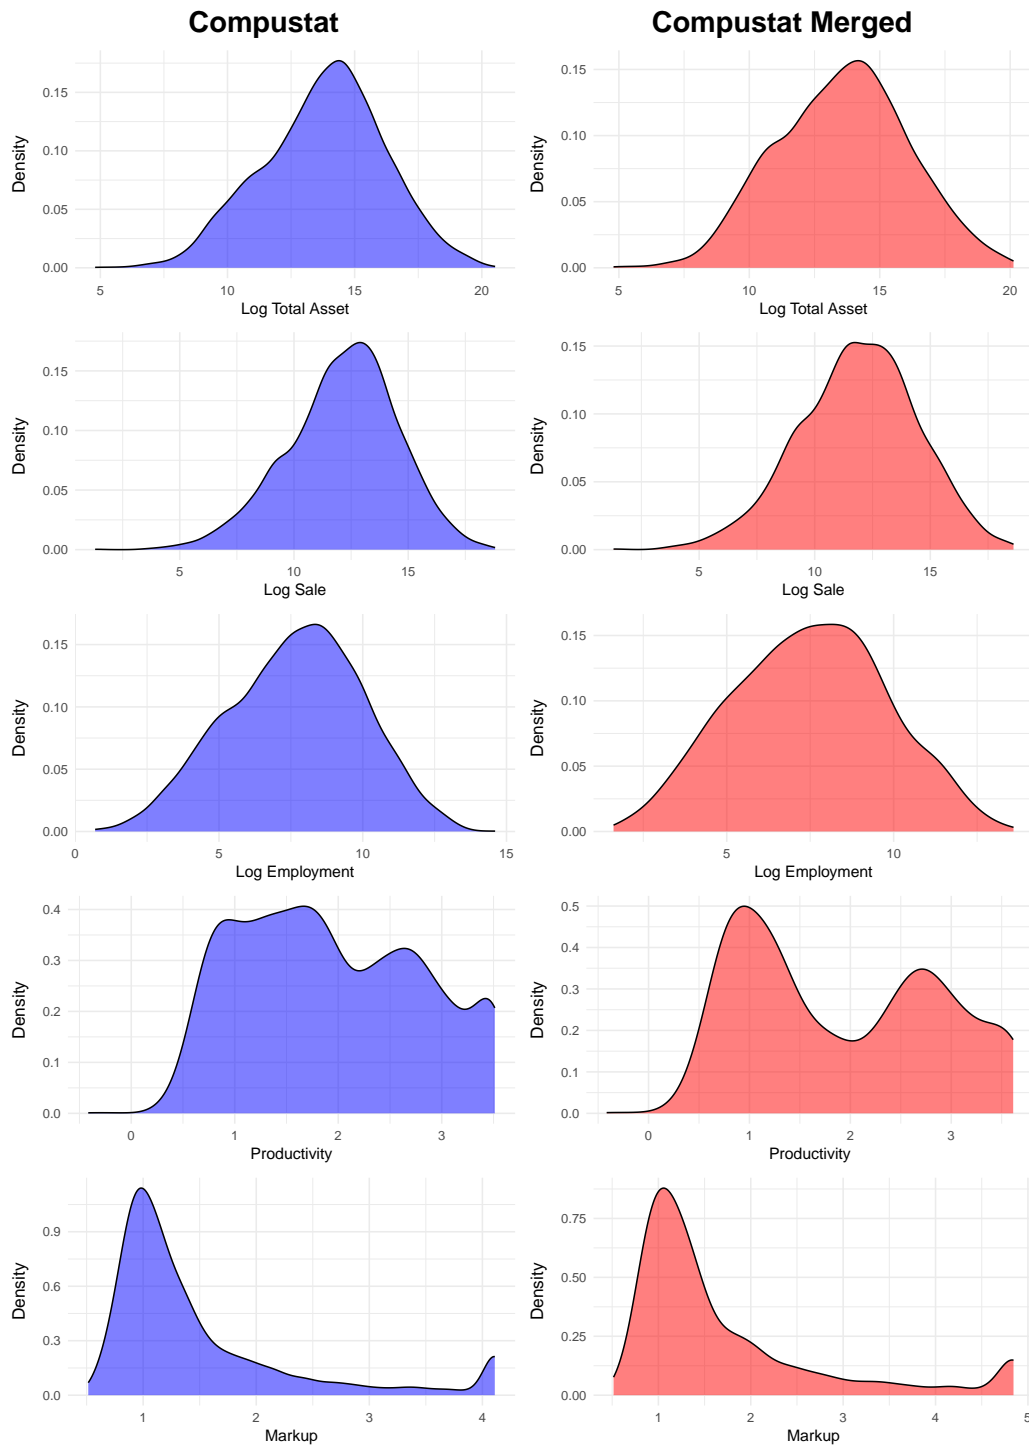 Compustat
Compustat Merged
Density
0.15
0.10
0.05
0.00
5 10 15 20
Log Total Asset
Density
0.15
0.10
0.05
0.00
5 10 15 20
Log Total Asset
Density
0.15
0.10
0.05
0.00
5 10 15
Log Sale
Density
0.15
0.10
0.05
0.00
5 10 15
Log Sale
Density
0.15
0.10
0.05
0.00
0 5 10 15
Log Employment
Density
0.15
0.10
0.05
0.00
5 10
Log Employment
Density
0.4
0.3
0.2
0.1
0.0
0 1 2 3
Productivity
Density
0.5
0.4
0.3
0.2
0.1
0.0
0 1 2 3
Productivity
Density
0.9
0.6
0.3
0.0
1 2 3 4
Markup
Density
0.75
0.50
0.25
0.00
1 2 3 4 5
Markup